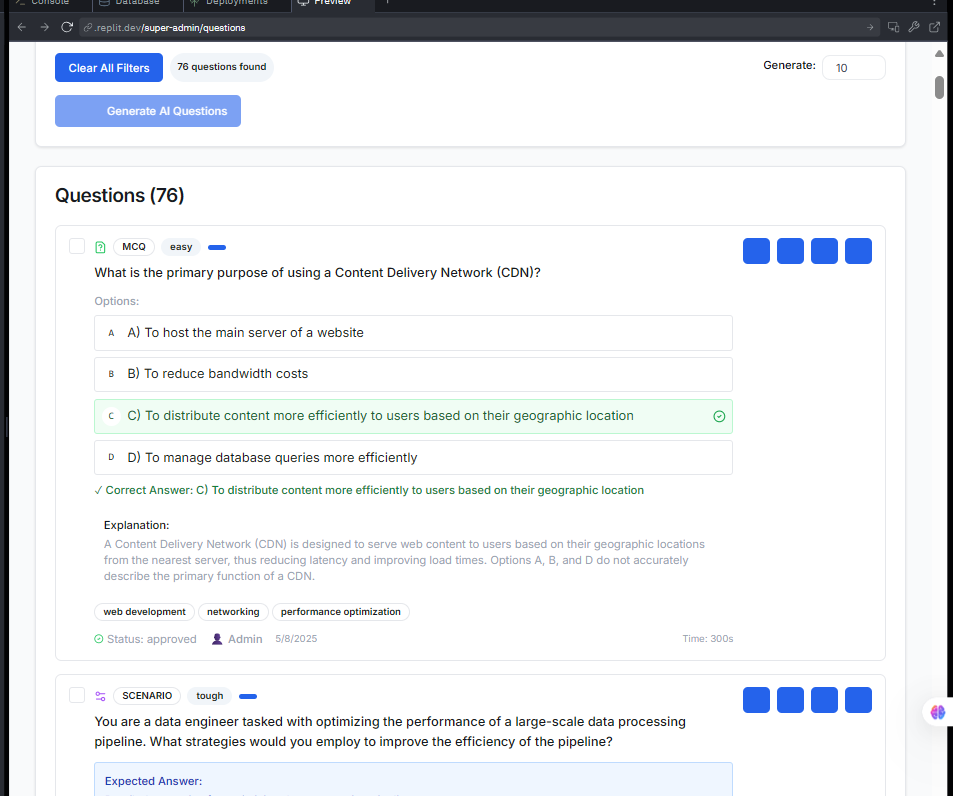 Console
Database
Deployments
Preview
.replit.dev/super-admin/questions
Clear All Filters
76 questions found
Generate:
10
Generate AI Questions
Questions (76)
MCQ
easy
What is the primary purpose of using a Content Delivery Network (CDN)?
Options:
A A) To host the main server of a website
B B) To reduce bandwidth costs
C C) To distribute content more efficiently to users based on their geographic location
D D) To manage database queries more efficiently
✓ Correct Answer: C) To distribute content more efficiently to users based on their geographic location
Explanation:
A Content Delivery Network (CDN) is designed to serve web content to users based on their geographic locations
from the nearest server, thus reducing latency and improving load times. Options A, B, and D do not accurately
describe the primary function of a CDN.
web development
networking
performance optimization
Status: approved
Admin
5/8/2025
Time: 300s
SCENARIO
tough
You are a data engineer tasked with optimizing the performance of a large-scale data processing
pipeline. What strategies would you employ to improve the efficiency of the pipeline?
Expected Answer: